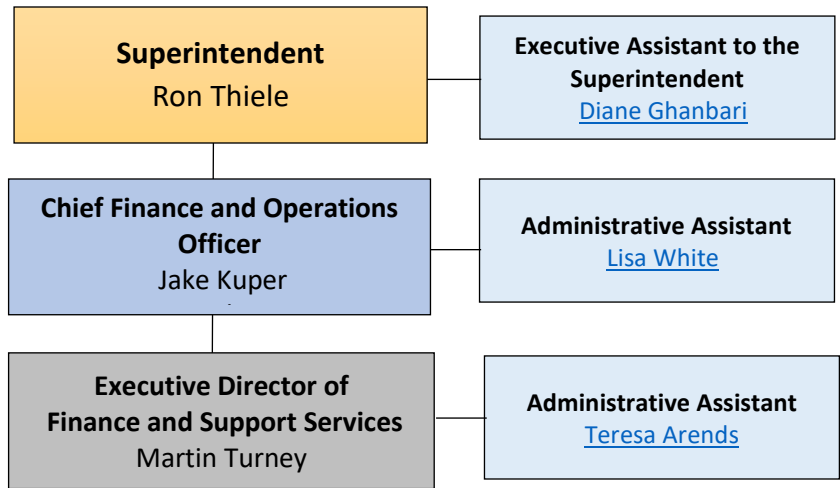 Superintendent
Ron Thiele
Executive Assistant to the
Superintendent
Diane Ghanbari
Chief Finance and Operations
Officer
Jake Kuper
Administrative Assistant
Lisa White
Executive Director of
Finance and Support Services
Martin Turney
Administrative Assistant
Teresa Arends